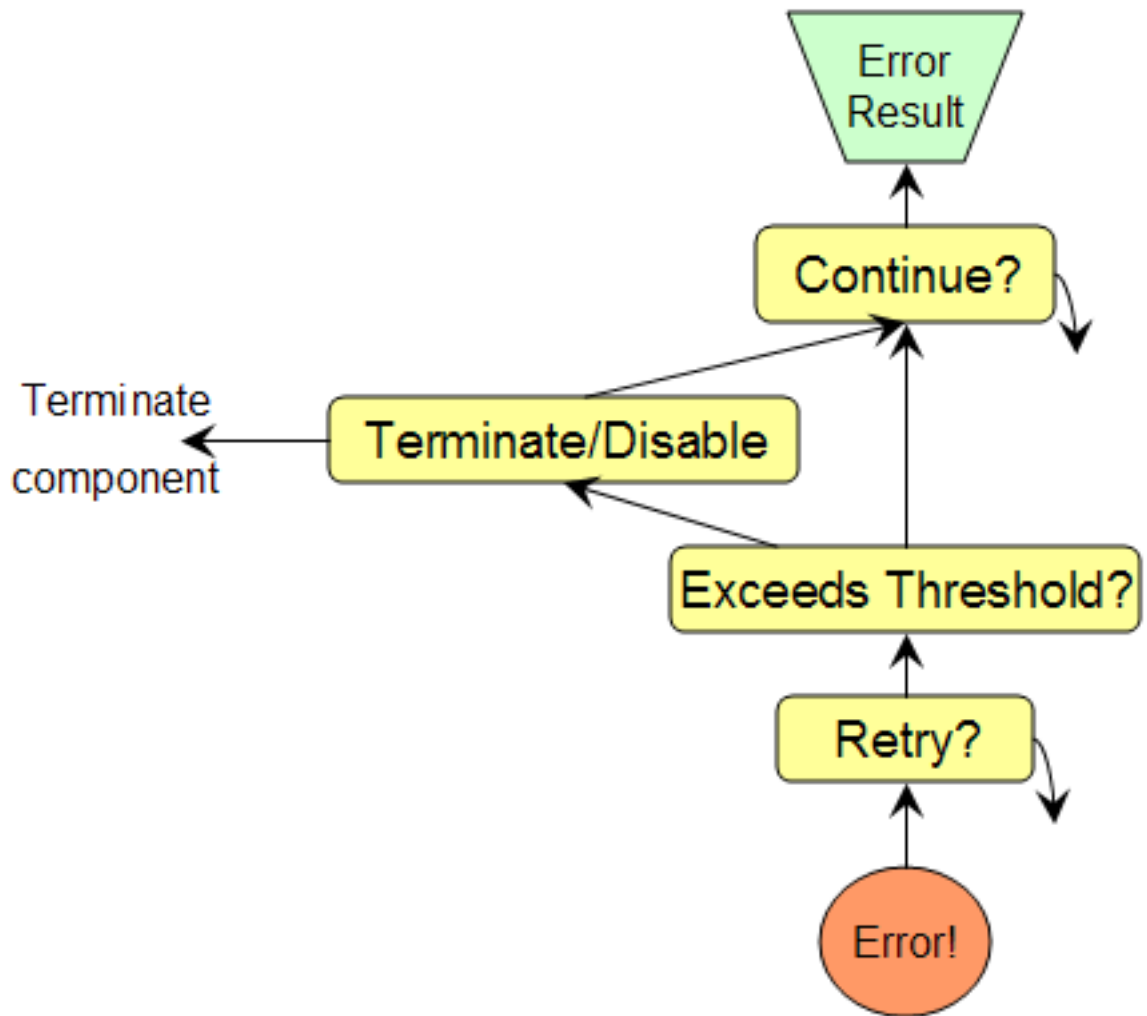 Error
Result
Continue?
Terminate
component
Terminate/Disable
Exceeds Threshold?
Retry?
Error!